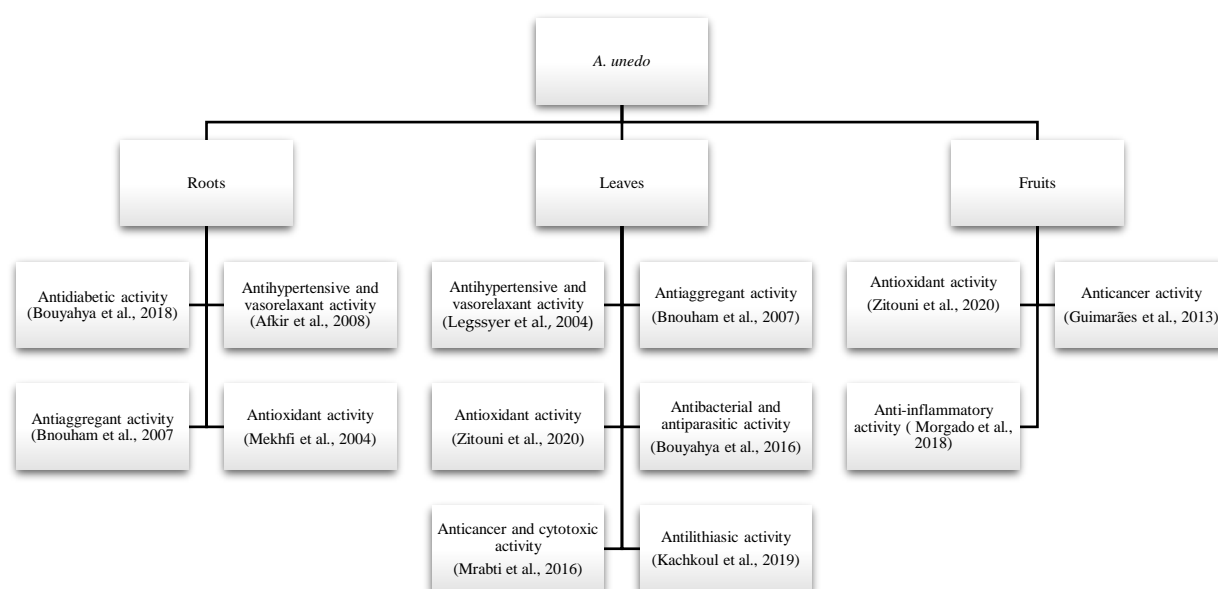 A. unedo
Roots
Leaves
Fruits
Antidiabetic activity
(Bouyahya et al., 2018)
Antihypertensive and
vasorelaxant activity
(Afkir et al., 2008)
Antihypertensive and
vasorelaxant activity
(Legssyer et al., 2004)
Antiaggregant activity
(Bnouham et al., 2007)
Antioxidant activity
(Zitouni et al., 2020)
Anticancer activity
(Guimarães et al., 2013)
Antiaggregant activity
(Bnouham et al., 2007
Antioxidant activity
(Mekhfi et al., 2004)
Antioxidant activity
(Zitouni et al., 2020)
Antibacterial and
antiparasitic activity
(Bouyahya et al., 2016)
Anti-inflammatory
activity ( Morgado et al.,
2018)
Anticancer and cytotoxic
activity
(Mrabti et al., 2016)
Antilithiasic activity
(Kachkoul et al., 2019)